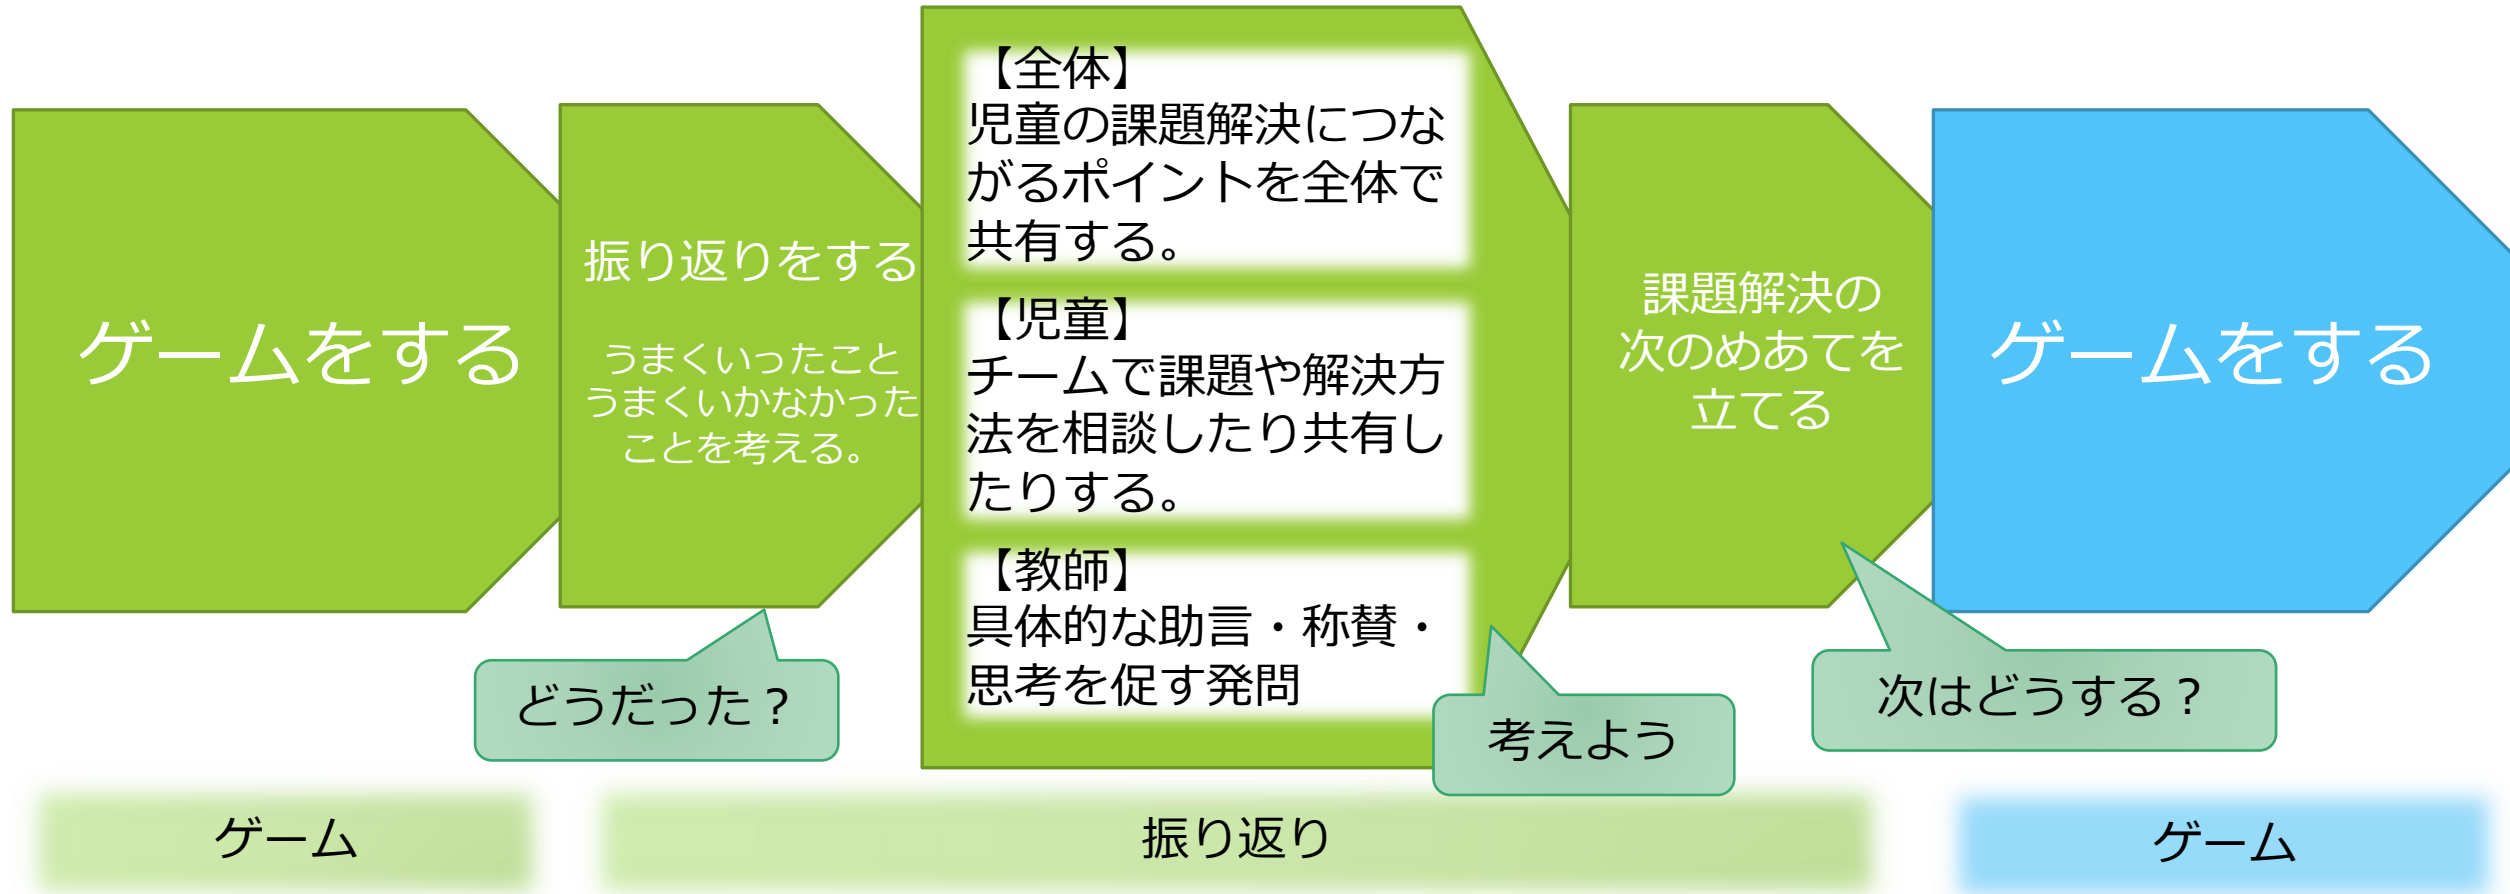 ゲームをする
振り返りをする
うまくいったこと
うまくいかなかった
ことを考える。
【全体】
児童の課題解決につな
がるポイントを全体で
共有する。
【児童】
チームで課題や解決方
法を相談したり共有し
たりする。
【教師】
具体的な助言・称賛・
思考を促す発問
課題解決の
次のめあてを
立てる
ゲームをする
どうだった？
考えよう
次はどうする？
ゲーム
振り返り
ゲーム